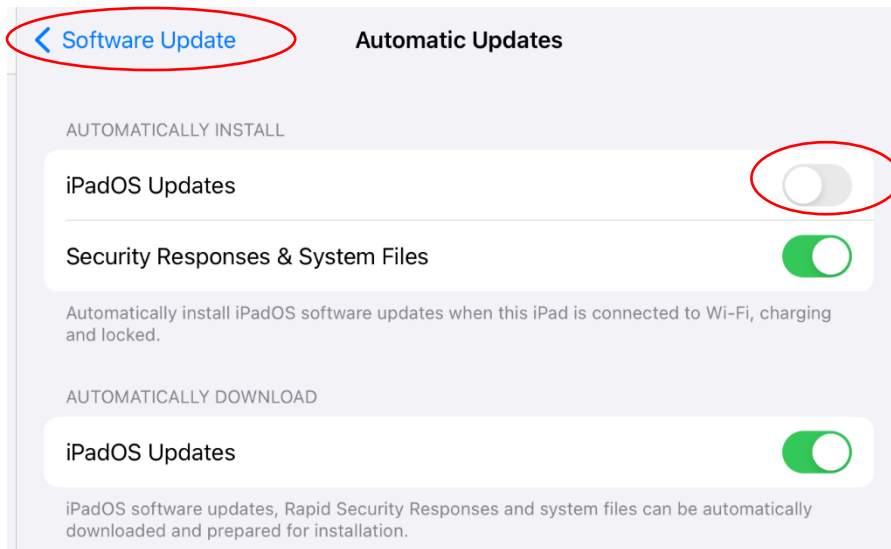 Software Update
Automatic Updates
AUTOMATICALLY INSTALL
iPadOS Updates
Security Responses & System Files
Automatically install iPadOS software updates when this iPad is connected to Wi-Fi, charging
and locked.
AUTOMATICALLY DOWNLOAD
iPadOS Updates
iPadOS software updates, Rapid Security Responses and system files can be automatically
downloaded and prepared for installation.